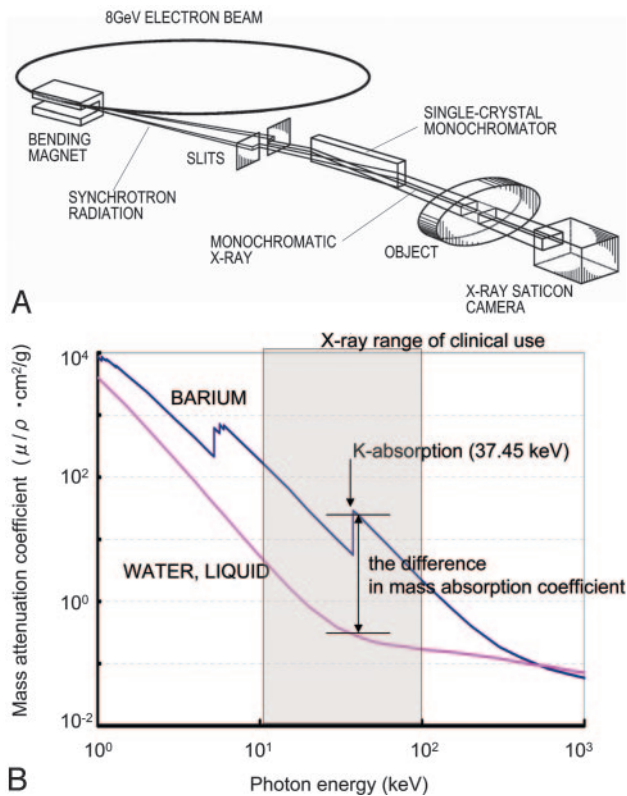 8GeV ELECTRON BEAM
BENDING
MAGNET
SYNCHROTRON
RADIATION
SLITS
SINGLE-CRYSTAL
MONOCHROMATOR
MONOCHROMATIC
X-RAY
OBJECT
X-RAY SATICON
CAMERA
A
X-ray range of clinical use
BARIUM
K-absorption (37.45 keV)
WATER, LIQUID
the difference
in mass absorption coefficient
Mass attenuation coefficient (μ/ρ・cm²/g)
10⁴
10²
10⁰
10⁻²
10⁰ 10¹ 10² 10³
Photon energy (keV)
B